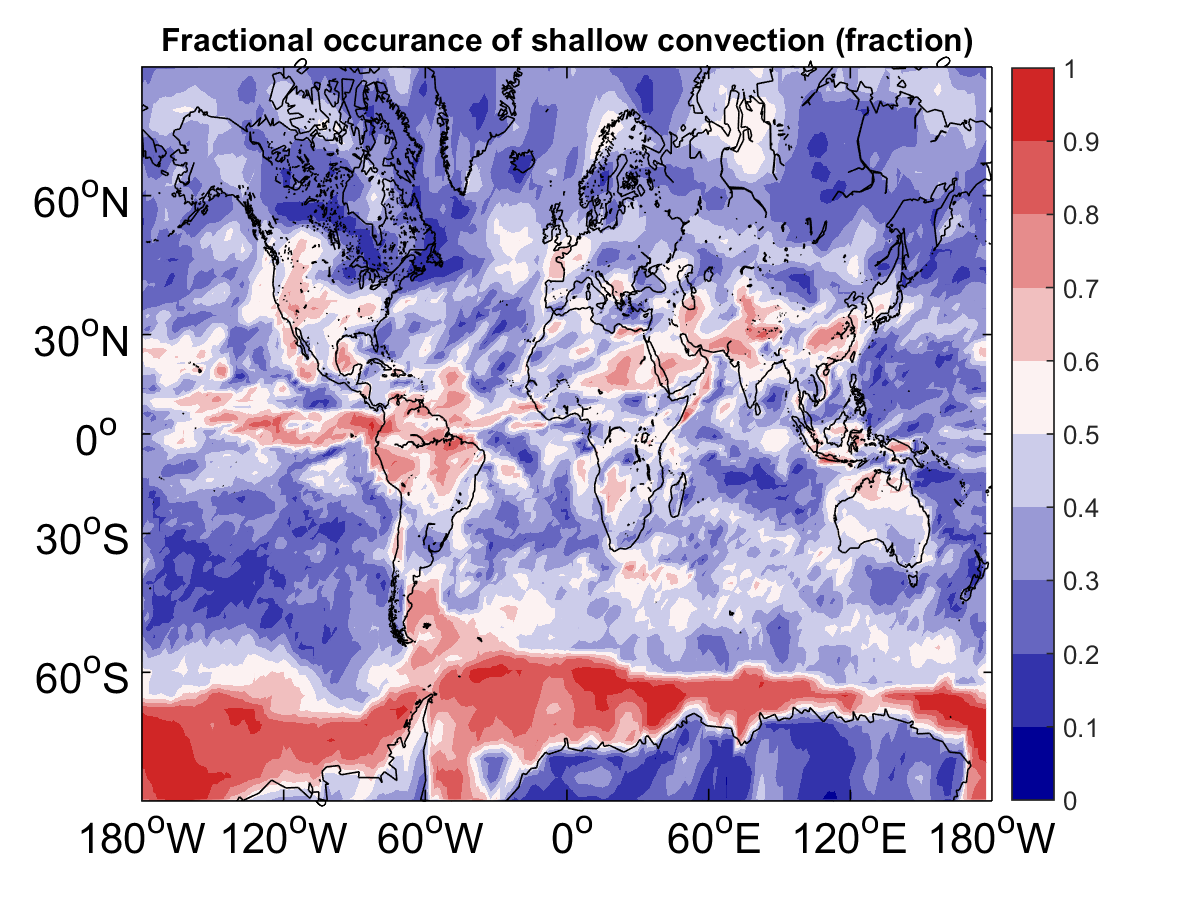 Fractional occurance of shallow convection (fraction)
60°N
30°N
0°
30°S
60°S
180°W 120°W 60°W 0° 60°E 120°E 180°W
1
0.9
0.8
0.7
0.6
0.5
0.4
0.3
0.2
0.1
0